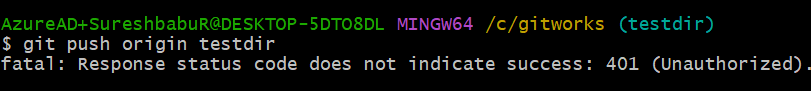 AzureAD+SureshbabuR@DESKTOP-5DTO8DL MINGW64 /c/gitworks (testdir)
$ git push origin testdir
fatal: Response status code does not indicate success: 401 (Unauthorized).